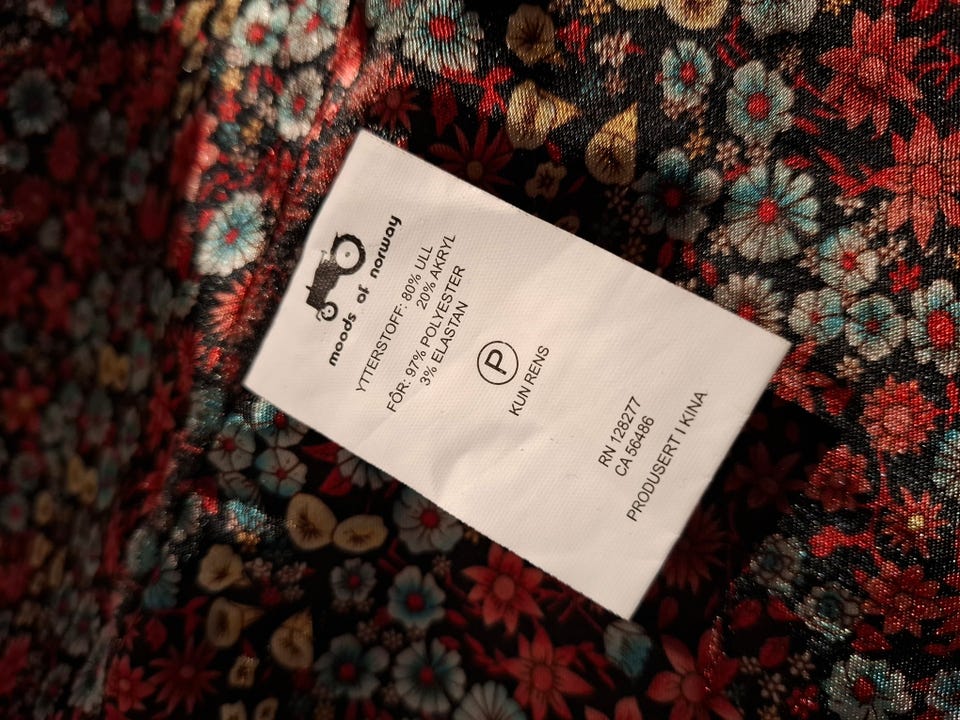 moods of norway
YTTERSTOFF: 80% ULL
20% AKRYL
FÔR: 97% POLYESTER
3% ELASTAN
P
KUN RENS
RN 128277
CA 56486
PRODUSERT I KINA